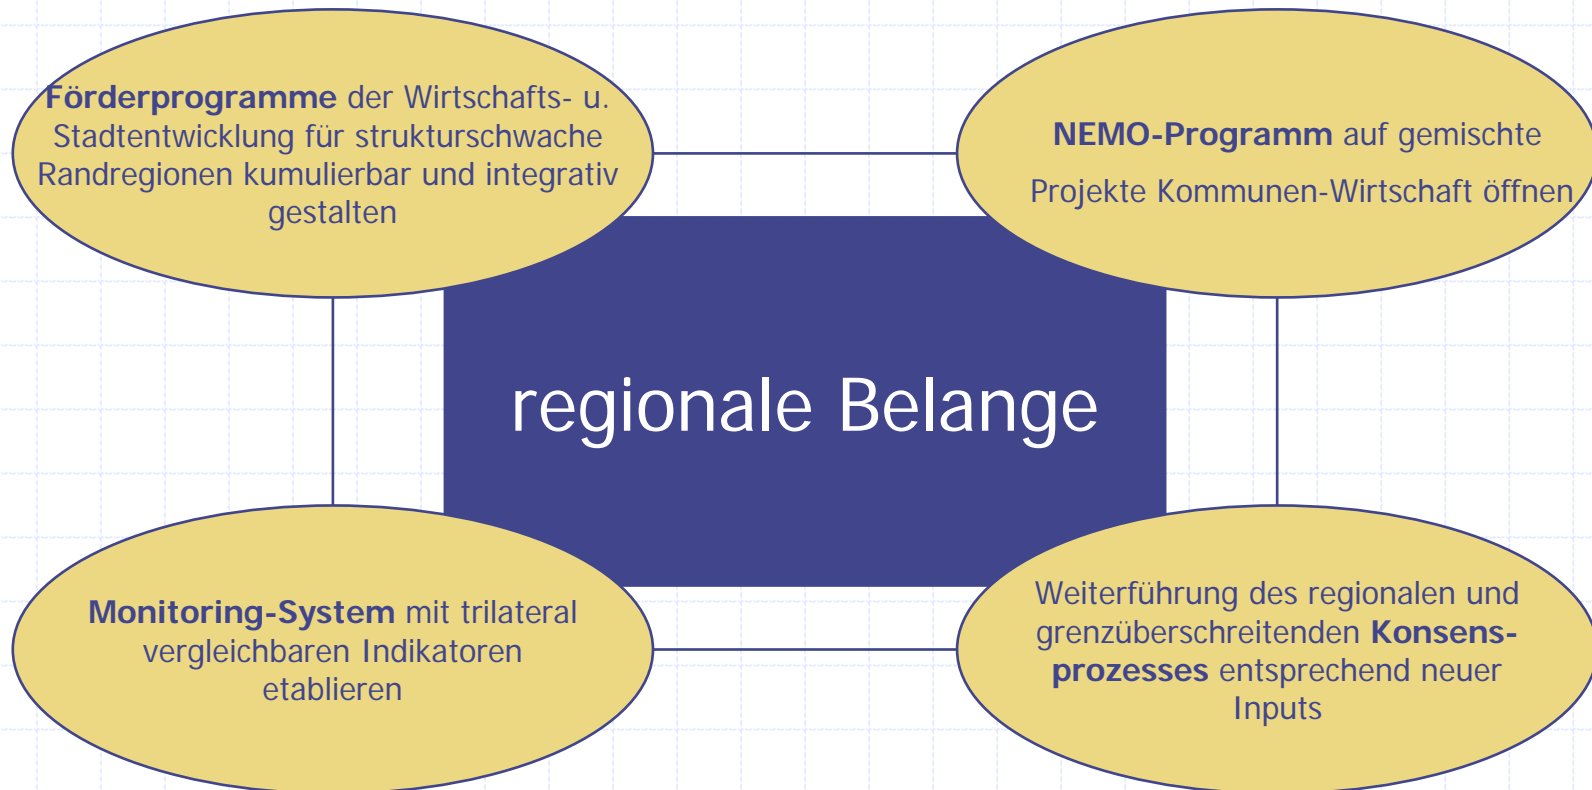 Förderprogramme der Wirtschafts- u.
Stadtentwicklung für strukturschwache
Randregionen kumulierbar und integrativ
gestalten
NEMO-Programm auf gemischte
Projekte Kommunen-Wirtschaft öffnen
regionale Belange
Monitoring-System mit trilateral
vergleichbaren Indikatoren
etablieren
Weiterführung des regionalen und
grenzüberschreitenden Konsens-
prozesses entsprechend neuer
Inputs